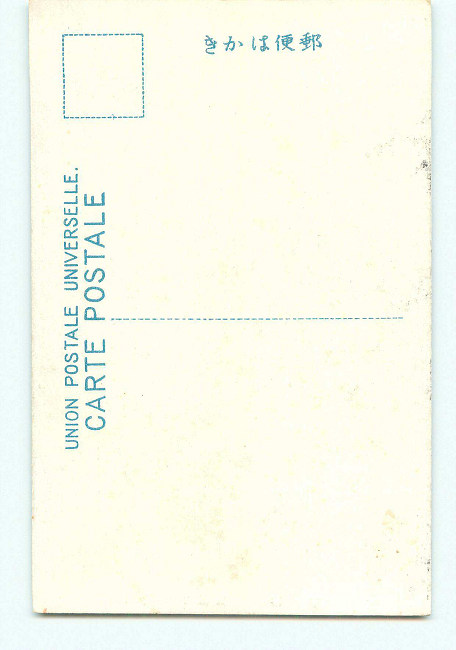 郵便はかき
UNION POSTALE UNIVERSELLE.
CARTE POSTALE